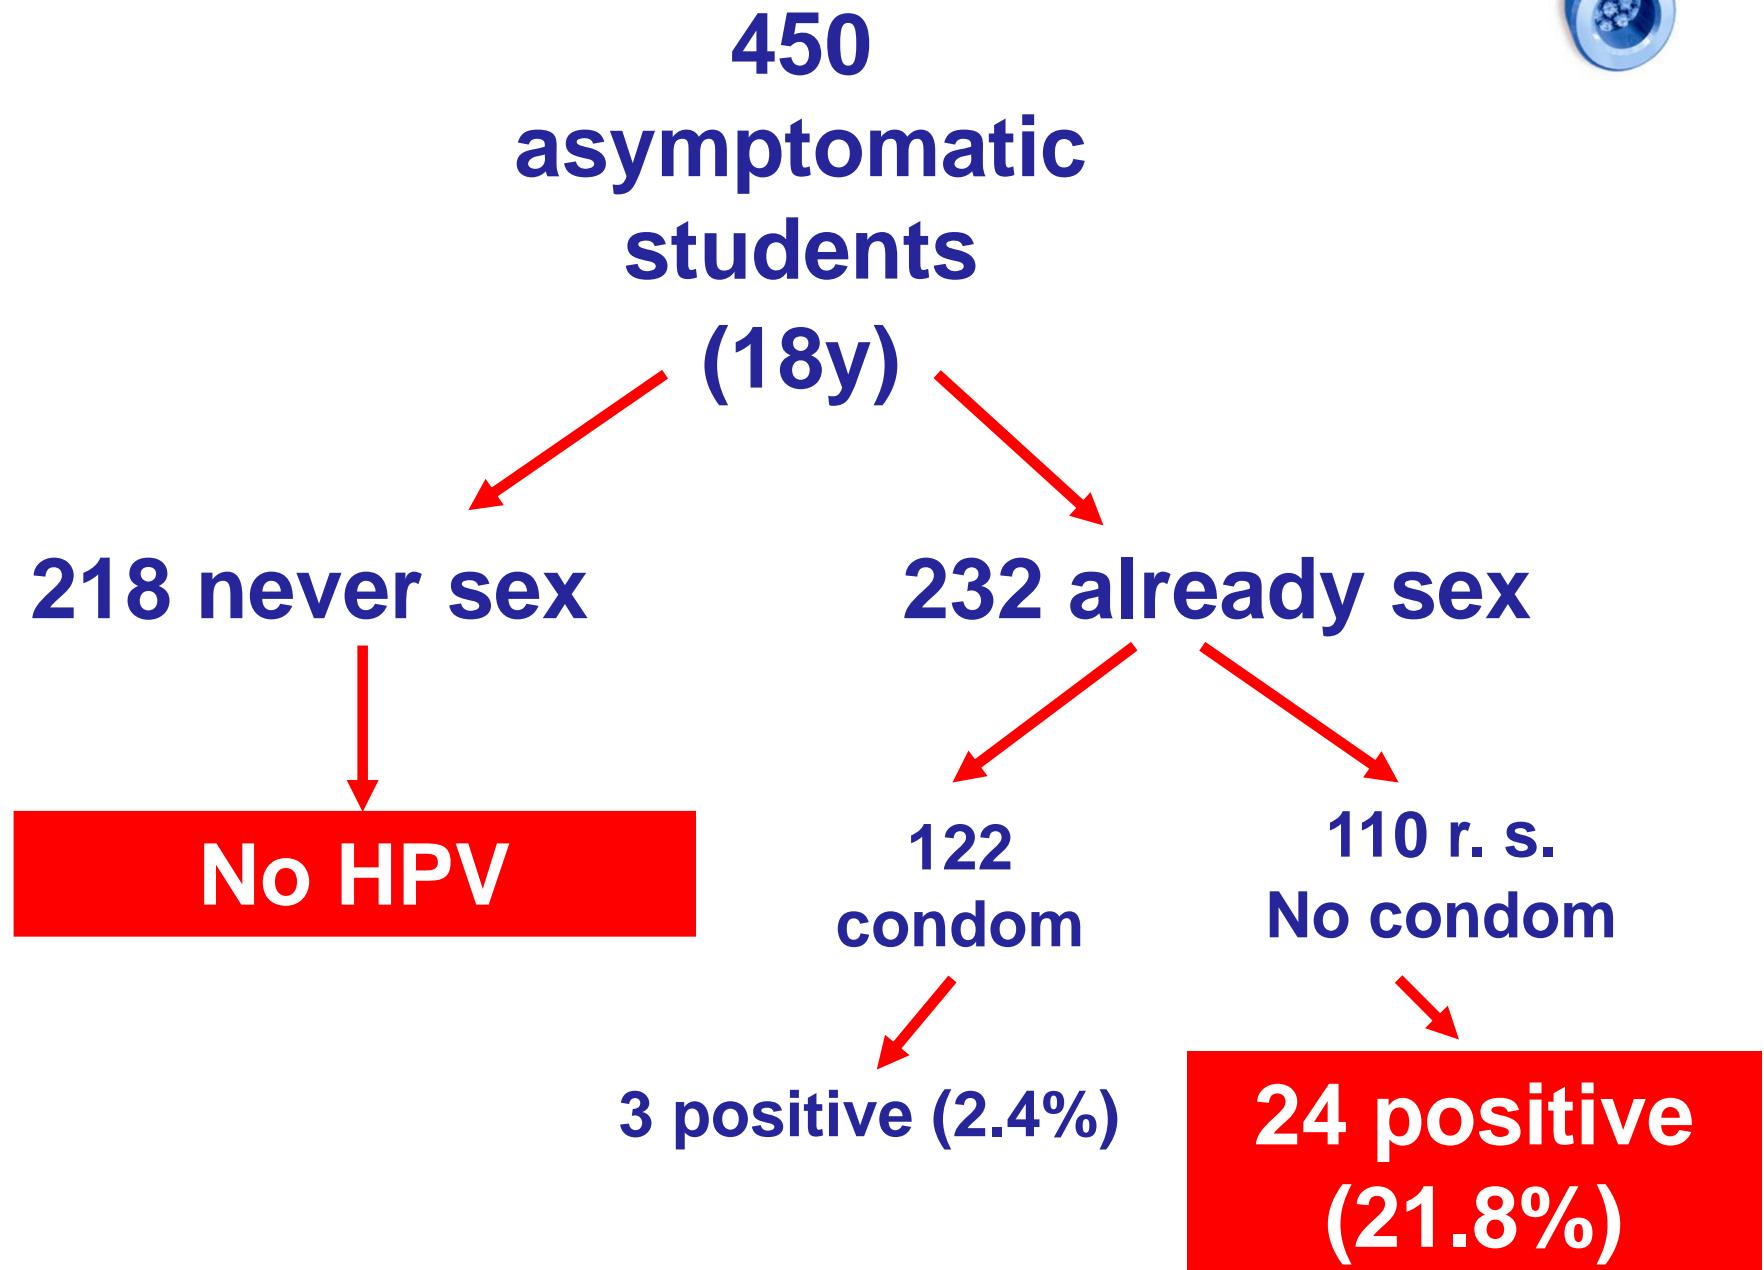 450
asymptomatic
students
(18y)
218 never sex
232 already sex
No HPV
122
condom
110 r. s.
No condom
3 positive (2.4%)
24 positive
(21.8%)